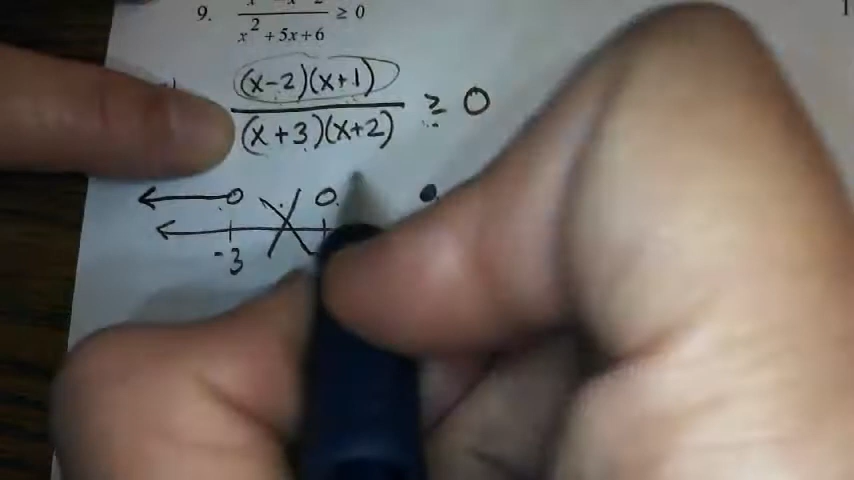 9. x² + 5x + 6 ≥ 0
(x-2)(x+1)
(x+3)(x+2) ≥ 0
-3